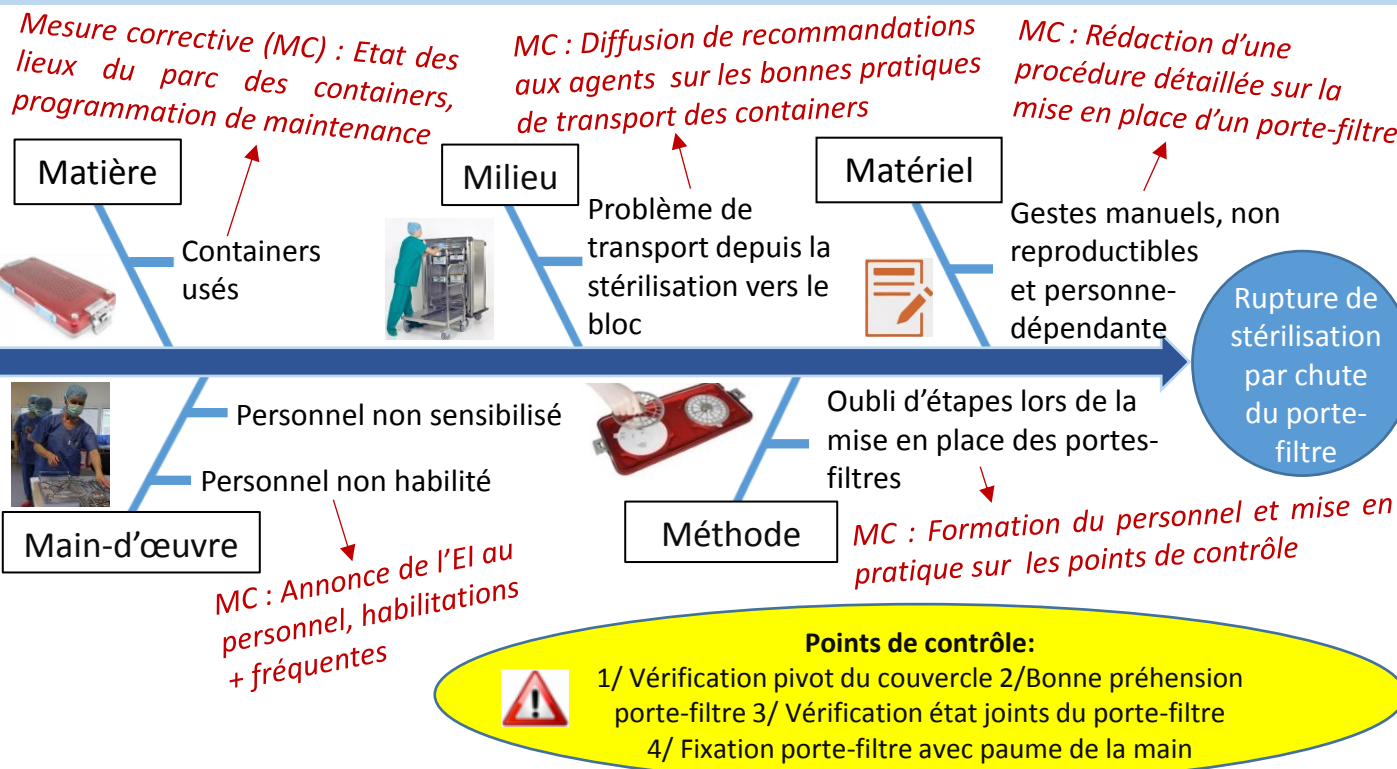 Mesure corrective (MC) : Etat des
lieux du parc des containers,
programmation de maintenance
MC : Diffusion de recommandations
aux agents sur les bonnes pratiques
de transport des containers
MC : Rédaction d'une
procédure détaillée sur la
mise en place d'un porte-filtre
Matière
Milieu
Matériel
Containers
usés
Problème de
transport depuis la
stérilisation vers le
bloc
Gestes manuels, non
reproductibles
et personne-
dépendante
Rupture de
stérilisation
par chute
du porte-
filtre
Personnel non sensibilisé
Personnel non habilité
Main-d'œuvre
MC : Annonce de l'EI au
personnel, habilitations
+ fréquentes
Oubli d'étapes lors de la
mise en place des portes-
filtres
Méthode
MC : Formation du personnel et mise en
pratique sur les points de contrôle
Points de contrôle:
1/ Vérification pivot du couvercle 2/Bonne préhension
porte-filtre 3/ Vérification état joints du porte-filtre
4/ Fixation porte-filtre avec paume de la main